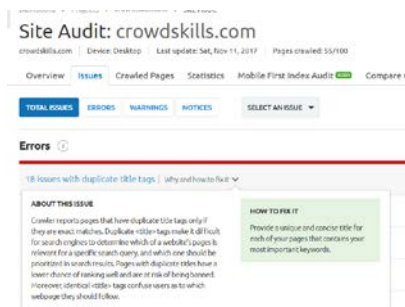 Site Audit: crowdskills.com
crowdskills.com Device: Desktop Last update: Sat, Nov 11, 2017 Pages crawled: 55/100
Overview Issues Crawled Pages Statistics Mobile First Index Audit Compare
TOTAL ISSUES ERRORS WARNINGS NOTICES SELECT AN ISSUE
Errors
18 issues with duplicate title tags | Why and how to fix it
ABOUT THIS ISSUE
Crawler reports pages that have duplicate title tags only if
they are exact matches. Duplicate <title> tags make it difficult
for search engines to determine which of a website's pages is
relevant for a specific search query, and which one should be
prioritized in search results. Pages with duplicate titles have a
lower chance of ranking well and are at risk of being banned.
Moreover, identical <title> tags confuse users as to which
webpage they should follow.
HOW TO FIX IT
Provide a unique and concise title for
each of your pages that contains your
most important keywords.